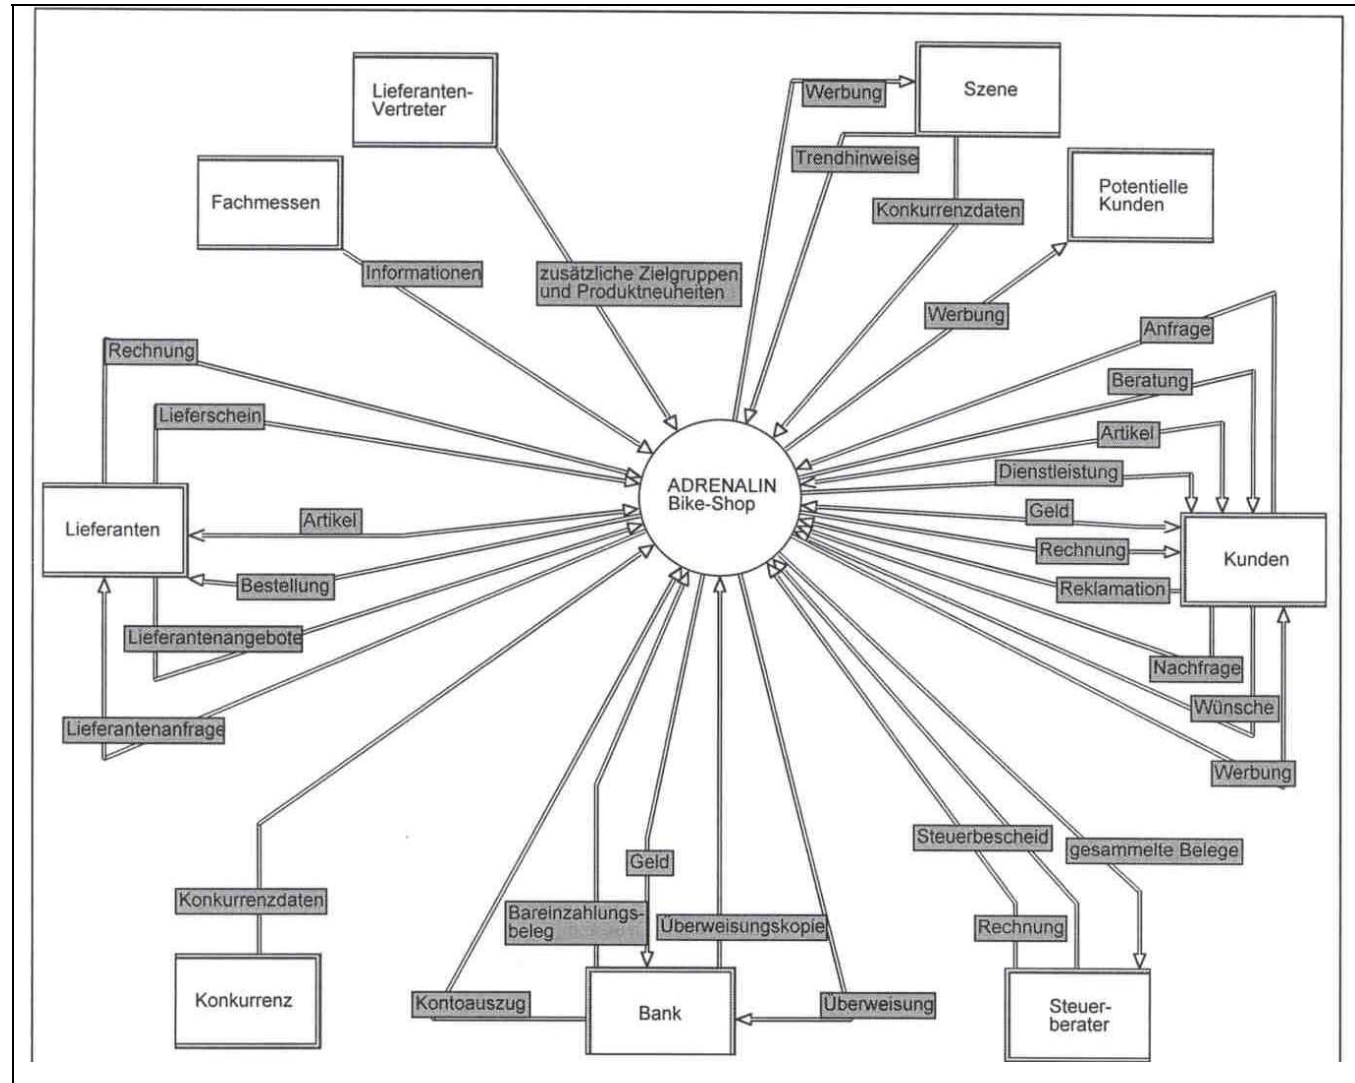 Lieferanten-
Vertreter
Werbung
Szene
Trendhinweise
Fachmessen
Potentielle
Kunden
Konkurrenzdaten
Informationen
zusätzliche Zielgruppen
und Produktneuheiten
Werbung
Anfrage
Rechnung
Beratung
Lieferschein
Artikel
Dienstleistung
ADRENALIN
Bike-Shop
Lieferanten
Artikel
Geld
Rechnung
Kunden
Bestellung
Reklamation
Lieferantenangebote
Nachfrage
Wünsche
Lieferantenanfrage
Werbung
Steuerbescheid
gesammelte Belege
Geld
Konkurrenzdaten
Bareinzahlungs-
beleg
Überweisungskopie
Rechnung
Konkurrenz
Kontoauszug
Bank
Überweisung
Steuer-
berater